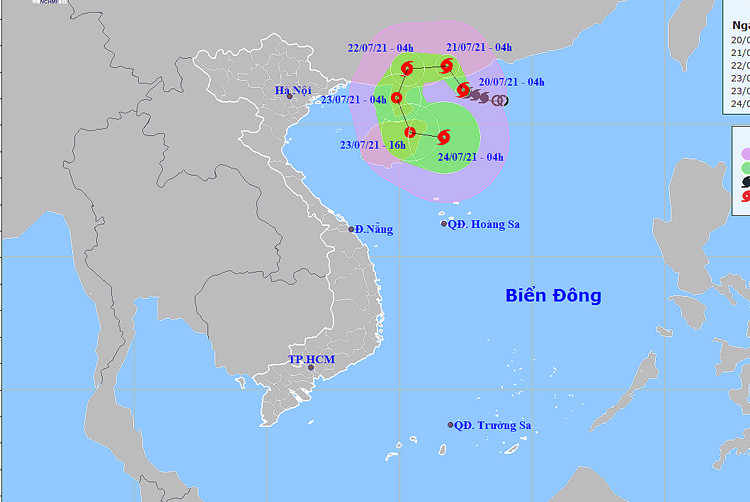 NCHMF
Ngà
22/07/21 - 04h
21/07/21 - 04h
20/0
21/0
22/0
23/0
23/0
24/0
20/07/21 - 04h
Hà Nội
23/07/21 - 04h
23/07/21 - 16h
24/07/21 - 04h
QĐ. Hoàng Sa
Đ.Nẵng
Biển Đông
TP.HCM
QĐ. Trường Sa